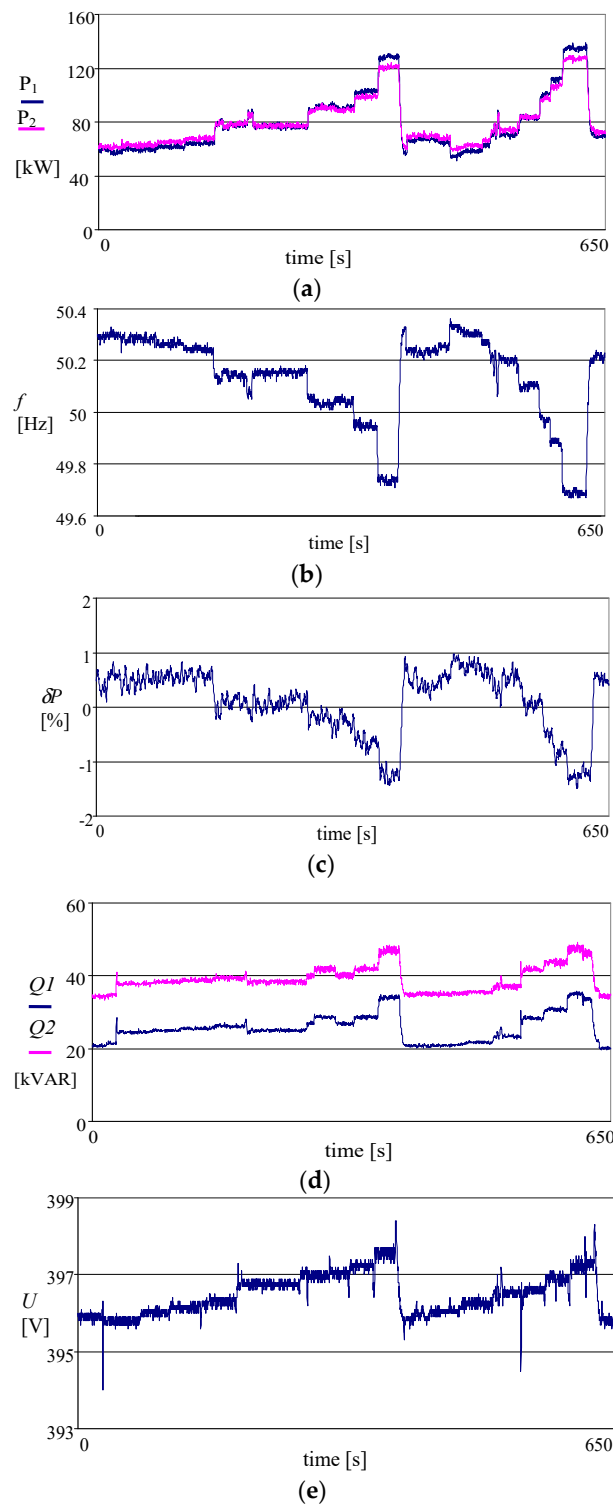 160
120
80
40
0
P1
P2
[kW]
0 650
time [s]
(a)
50.4
50.2
50
49.8
49.6
f
[Hz]
0 650
time [s]
(b)
2
1
0
-1
-2
δP
[%]
0 650
time [s]
(c)
60
40
20
0
Q1
Q2
[kVAR]
0 650
time [s]
(d)
399
397
395
393
U
[V]
0 650
time [s]
(e)